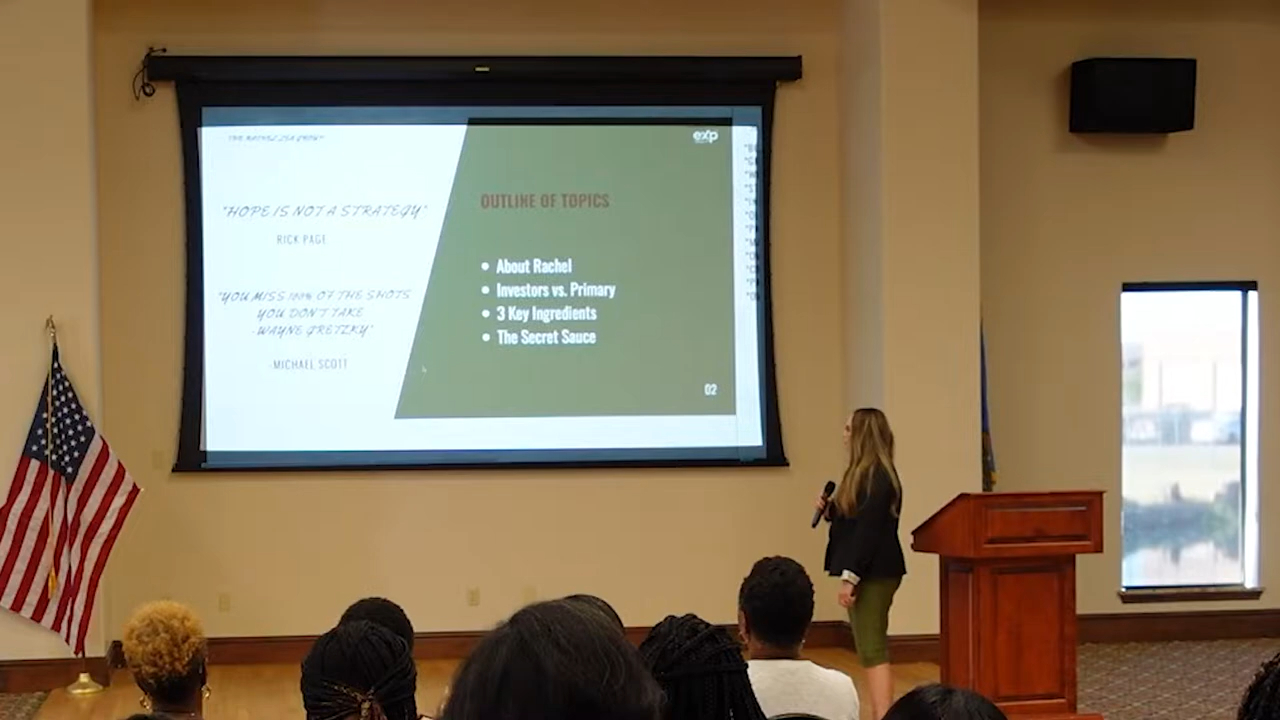 "HOPE IS NOT A STRATEGY"
RICK PAGE
"YOU MISS 100% OF THE SHOTS
YOU DON'T TAKE
-WAYNE GRETZKY"
-MICHAEL SCOTT
exp
OUTLINE OF TOPICS
• About Rachel
• Investors vs. Primary
• 3 Key Ingredients
• The Secret Sauce
02